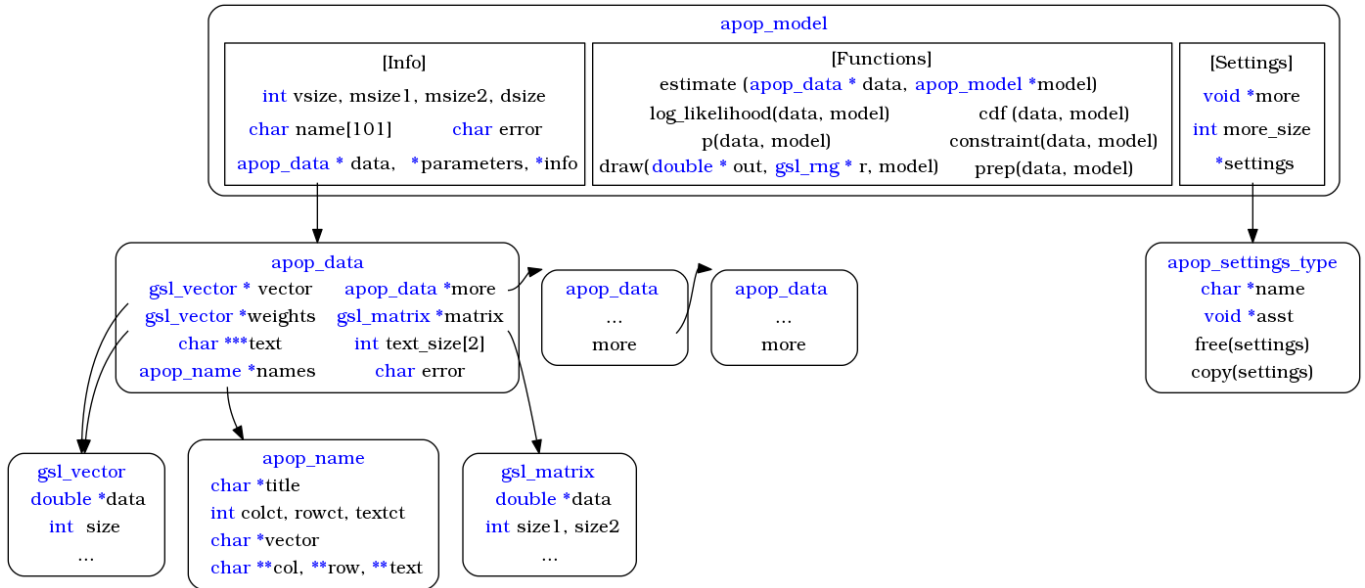 apop_model
[Info]
int vsize, msize1, msize2, dsize
char name[101] char error
apop_data * data, *parameters, *info
[Functions]
estimate (apop_data * data, apop_model *model)
log_likelihood(data, model) cdf (data, model)
p(data, model) constraint(data, model)
draw(double * out, gsl_rng * r, model) prep(data, model)
[Settings]
void *more
int more_size
*settings
apop_data
gsl_vector * vector apop_data *more
gsl_vector *weights gsl_matrix *matrix
char ***text int text_size[2]
apop_name *names char error
apop_data
...
more
apop_data
...
more
apop_settings_type
char *name
void *asst
free(settings)
copy(settings)
gsl_vector
double *data
int size
...
apop_name
char *title
int colct, rowct, textct
char *vector
char **col, **row, **text
gsl_matrix
double *data
int size1, size2
...